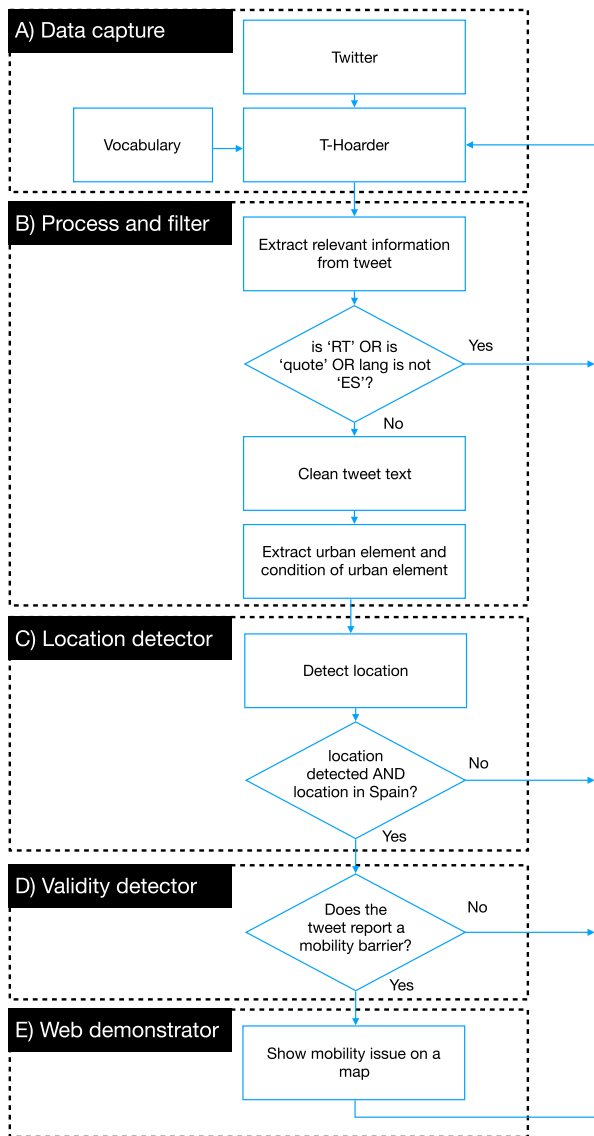 A) Data capture
Twitter
Vocabulary
T-Hoarder
B) Process and filter
Extract relevant information
from tweet
is ‘RT’ OR is
‘quote’ OR lang is not
‘ES’?
Yes
No
Clean tweet text
Extract urban element and
condition of urban element
C) Location detector
Detect location
location
detected AND
location in Spain?
No
Yes
D) Validity detector
Does the
tweet report a
mobility barrier?
No
Yes
E) Web demonstrator
Show mobility issue on a
map